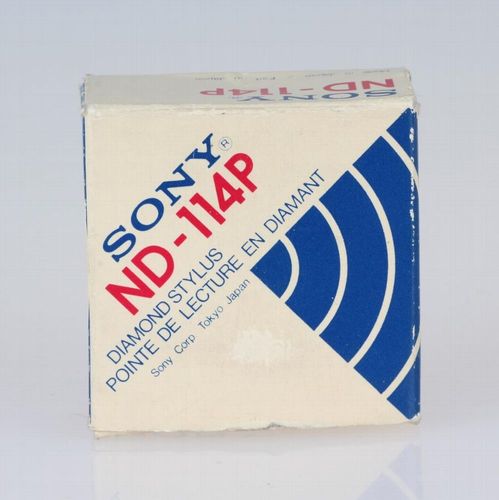 SONY®
ND-114P
DIAMOND STYLUS
POINTE DE LECTURE EN DIAMANT
Sony Corp Tokyo Japan
SONY
ND-114P